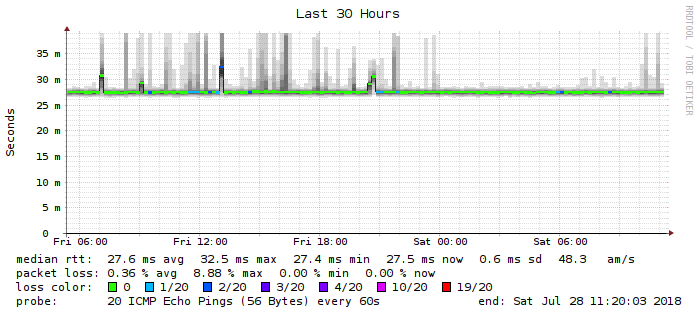 Last 30 Hours
RRDTOOL / TOBI OETIKER
Seconds
35 m
30 m
25 m
20 m
15 m
10 m
5 m
0
Fri 06:00 Fri 12:00 Fri 18:00 Sat 00:00 Sat 06:00
median rtt: 27.6 ms avg 32.5 ms max 27.4 ms min 27.5 ms now 0.6 ms sd 48.3 am/s
packet loss: 0.36 % avg 8.88 % max 0.00 % min 0.00 % now
loss color: 0 1/20 2/20 3/20 4/20 10/20 19/20
probe: 20 ICMP Echo Pings (56 Bytes) every 60s end: Sat Jul 28 11:20:03 2018